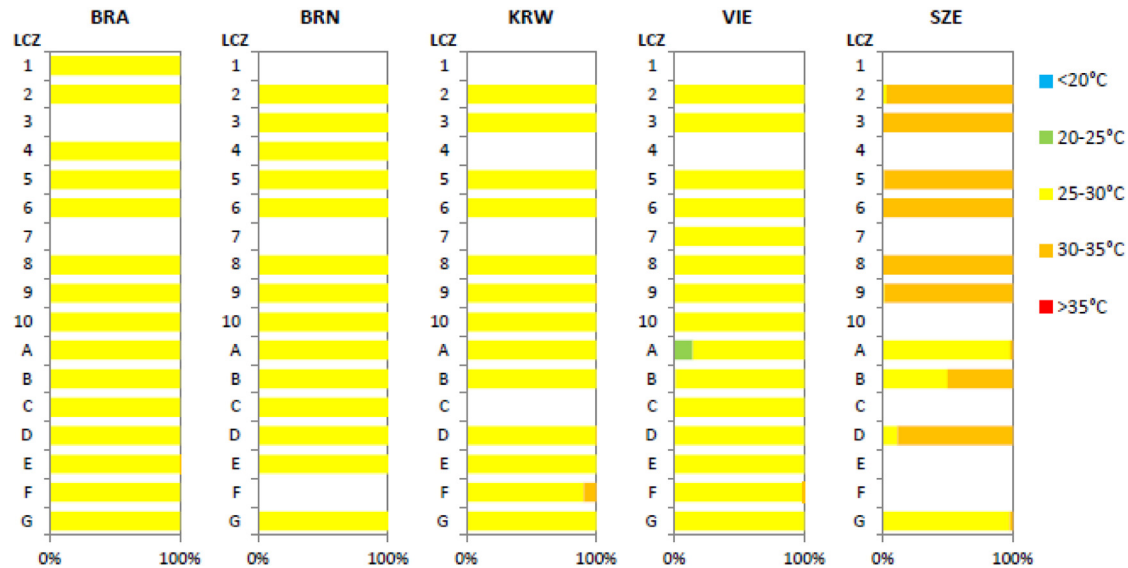 BRA BRN KRW VIE SZE
LCZ LCZ LCZ LCZ LCZ
1 1 1 1 1
2 2 2 2 2
3 3 3 3 3
4 4 4 4 4
5 5 5 5 5
6 6 6 6 6
7 7 7 7 7
8 8 8 8 8
9 9 9 9 9
10 10 10 10 10
A A A A A
B B B B B
C C C C C
D D D D D
E E E E E
F F F F F
G G G G G
0% 100% 0% 100% 0% 100% 0% 100% 0% 100%
<20°C
20-25°C
25-30°C
30-35°C
>35°C